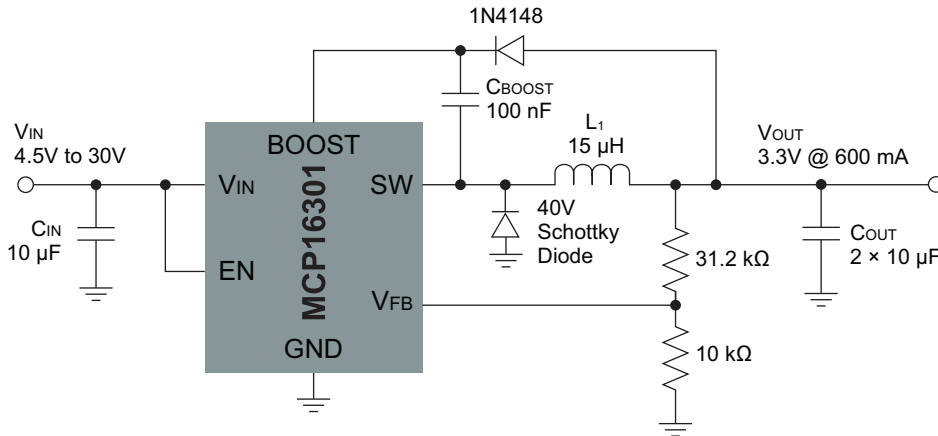 1N4148
CBOOST
100 nF
VIN
4.5V to 30V
BOOST
L1
15 µH
VOUT
3.3V @ 600 mA
VIN
SW
MCP16301
CIN
10 µF
40V
Schottky
Diode
COUT
2 × 10 µF
31.2 kΩ
EN
VFB
GND
10 kΩ